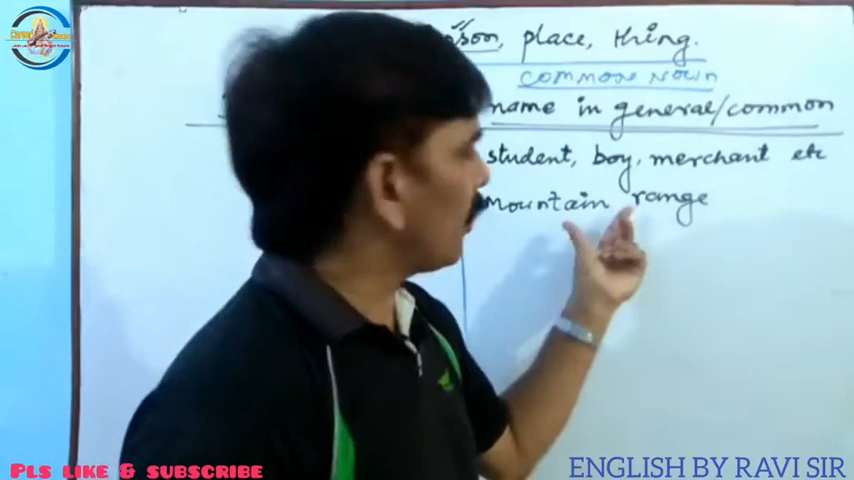 place, thing.
COMMON NOUN
name in general/common
student, boy, merchant etc
Mountain range
PLS LIKE & SUBSCRIBE
ENGLISH BY RAVI SIR